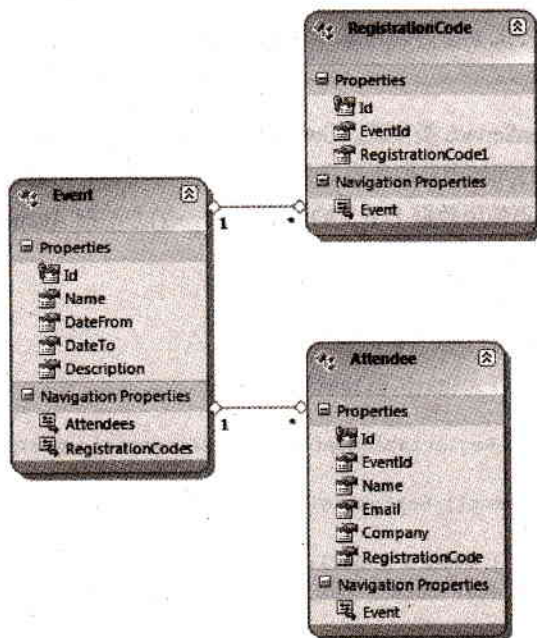 RegistrationCode
Properties
Id
EventId
RegistrationCode1
Navigation Properties
Event
Event
Properties
Id
Name
DateFrom
DateTo
Description
Navigation Properties
Attendees
RegistrationCodes
1
*
1
*
Attendee
Properties
Id
EventId
Name
Email
Company
RegistrationCode
Navigation Properties
Event